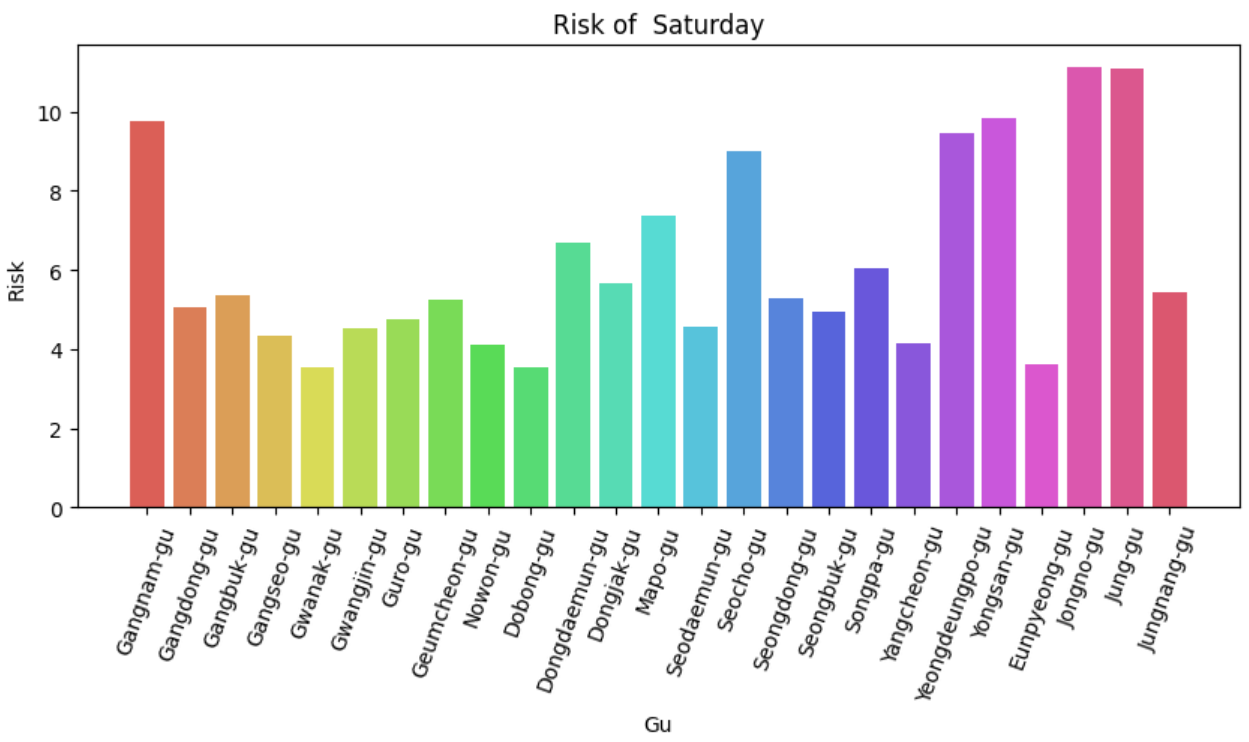 Risk of  Saturday
Risk
10
8
6
4
2
0
Gangnam-gu
Gangdong-gu
Gangbuk-gu
Gangseo-gu
Gwanak-gu
Gwangjin-gu
Guro-gu
Geumcheon-gu
Nowon-gu
Dobong-gu
Dongdaemun-gu
Dongjak-gu
Mapo-gu
Seodaemun-gu
Seocho-gu
Seongdong-gu
Seongbuk-gu
Songpa-gu
Yangcheon-gu
Yeongdeungpo-gu
Yongsan-gu
Eunpyeong-gu
Jongno-gu
Jung-gu
Jungnang-gu
Gu